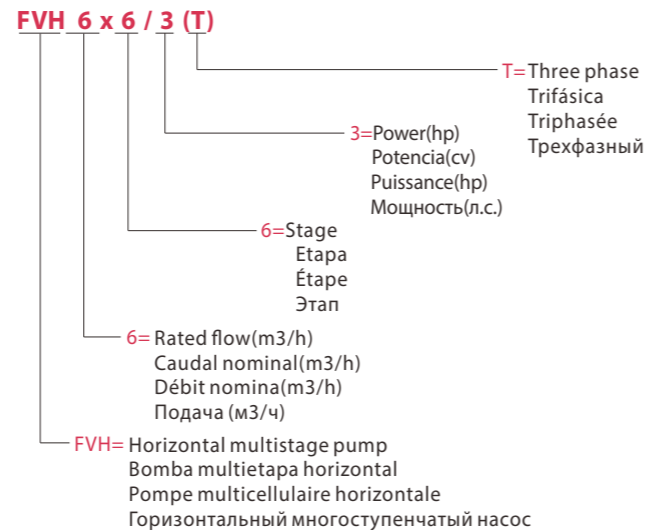 FVH 6 x 6 / 3 (T)
T=Three phase
Trifásica
Triphasée
Трехфазный
3=Power(hp)
Potencia(cv)
Puissance(hp)
Мощность(л.с.)
6=Stage
Etapa
Étape
Этап
6= Rated flow(m3/h)
Caudal nominal(m3/h)
Débit nomina(m3/h)
Подача (м3/ч)
FVH= Horizontal multistage pump
Bomba multietapa horizontal
Pompe multicellulaire horizontale
Горизонтальный многоступенчатый насос